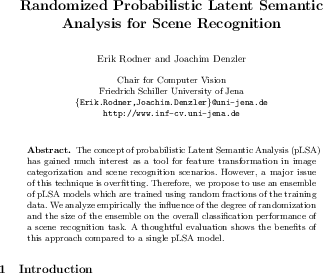 Randomized Probabilistic Latent Semantic
Analysis for Scene Recognition
Erik Rodner and Joachim Denzler
Chair for Computer Vision
Friedrich Schiller University of Jena
{Erik.Rodner,Joachim.Denzler}@uni-jena.de
http://www.inf-cv.uni-jena.de
Abstract. The concept of probabilistic Latent Semantic Analysis (pLSA)
has gained much interest as a tool for feature transformation in image
categorization and scene recognition scenarios. However, a major issue
of this technique is overfitting. Therefore, we propose to use an ensemble
of pLSA models which are trained using random fractions of the training
data. We analyze empirically the influence of the degree of randomization
and the size of the ensemble on the overall classification performance of
a scene recognition task. A thoughtful evaluation shows the benefits of
this approach compared to a single pLSA model.
1 Introduction